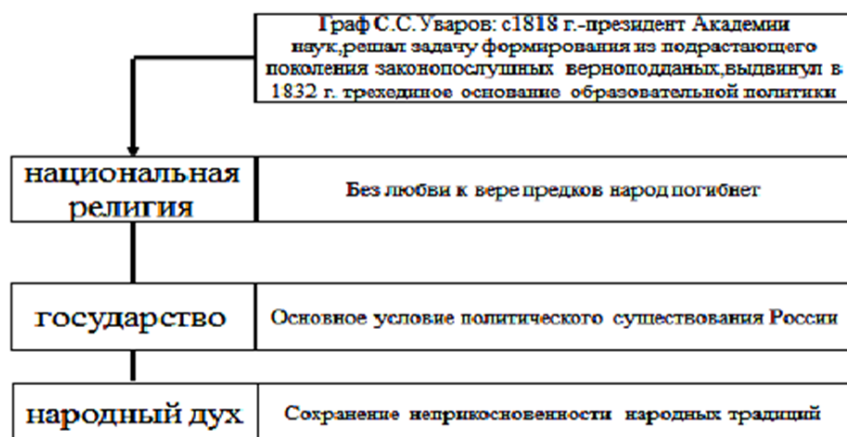 Граф С.С.Уваров: с1818 г.-президент Академии
наук,решал задачу формирования из подрастающего
поколения законопослушных верноподданых,выдвинул в
1832 г. трехединое основание образовательной политики
национальная
религия
Без любви к вере предков народ погибнет
государство
Основное условие политического существования России
народный дух
Сохранение неприкосновенности народных традиций